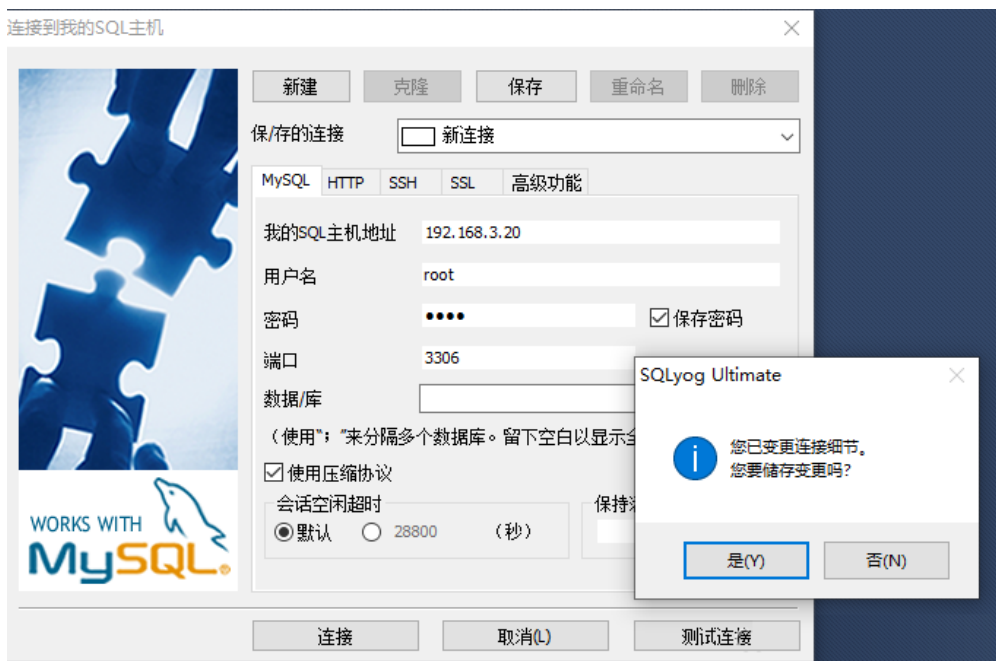 连接到我的SQL主机
新建 克隆 保存 重命名 删除
保/存的连接 新连接
MySQL HTTP SSH SSL 高级功能
我的SQL主机地址 192.168.3.20
用户名 root
密码 •••• 保存密码
端口 3306
SQLyog Ultimate
数据/库
(使用“;”来分隔多个数据库。留下空白以显示
您已变更连接细节。
您要储存变更吗?
使用压缩协议
会话空闲超时 保持
默认 28800 (秒)
WORKS WITH
MySQL®
是(Y) 否(N)
连接 取消(L) 测试连接